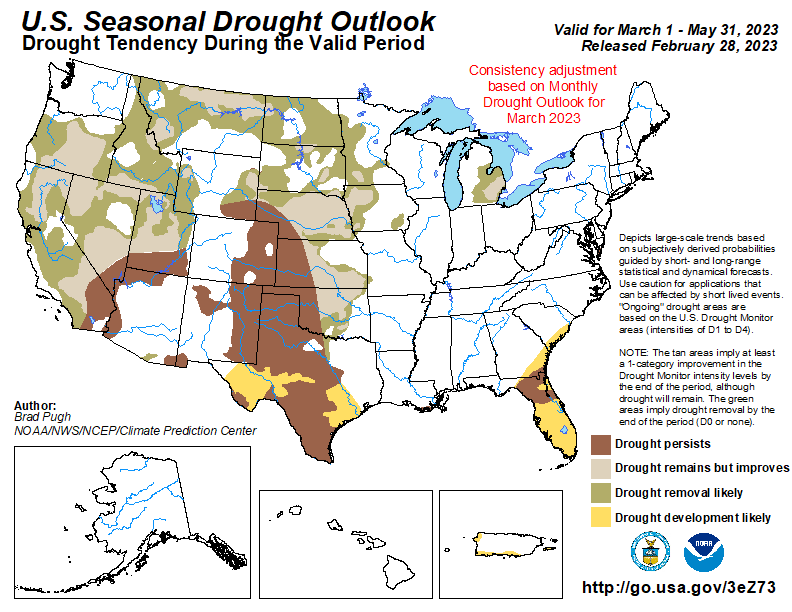 U.S. Seasonal Drought Outlook
Drought Tendency During the Valid Period
Valid for March 1 - May 31, 2023
Released February 28, 2023
Consistency adjustment
based on Monthly
Drought Outlook for
March 2023
Depicts large-scale trends based
on subjectively derived probabilities
guided by short- and long-range
statistical and dynamical forecasts.
Use caution for applications that
can be affected by short lived events.
"Ongoing" drought areas are
based on the U.S. Drought Monitor
areas (intensities of D1 to D4).
NOTE: The tan areas imply at least
a 1-category improvement in the
Drought Monitor intensity levels by
the end of the period, although
drought will remain. The green
areas imply drought removal by the
end of the period (D0 or none).
Author:
Brad Pugh
NOAA/NWS/NCEP/Climate Prediction Center
Drought persists
Drought remains but improves
Drought removal likely
Drought development likely
NOAA
http://go.usa.gov/3eZ73